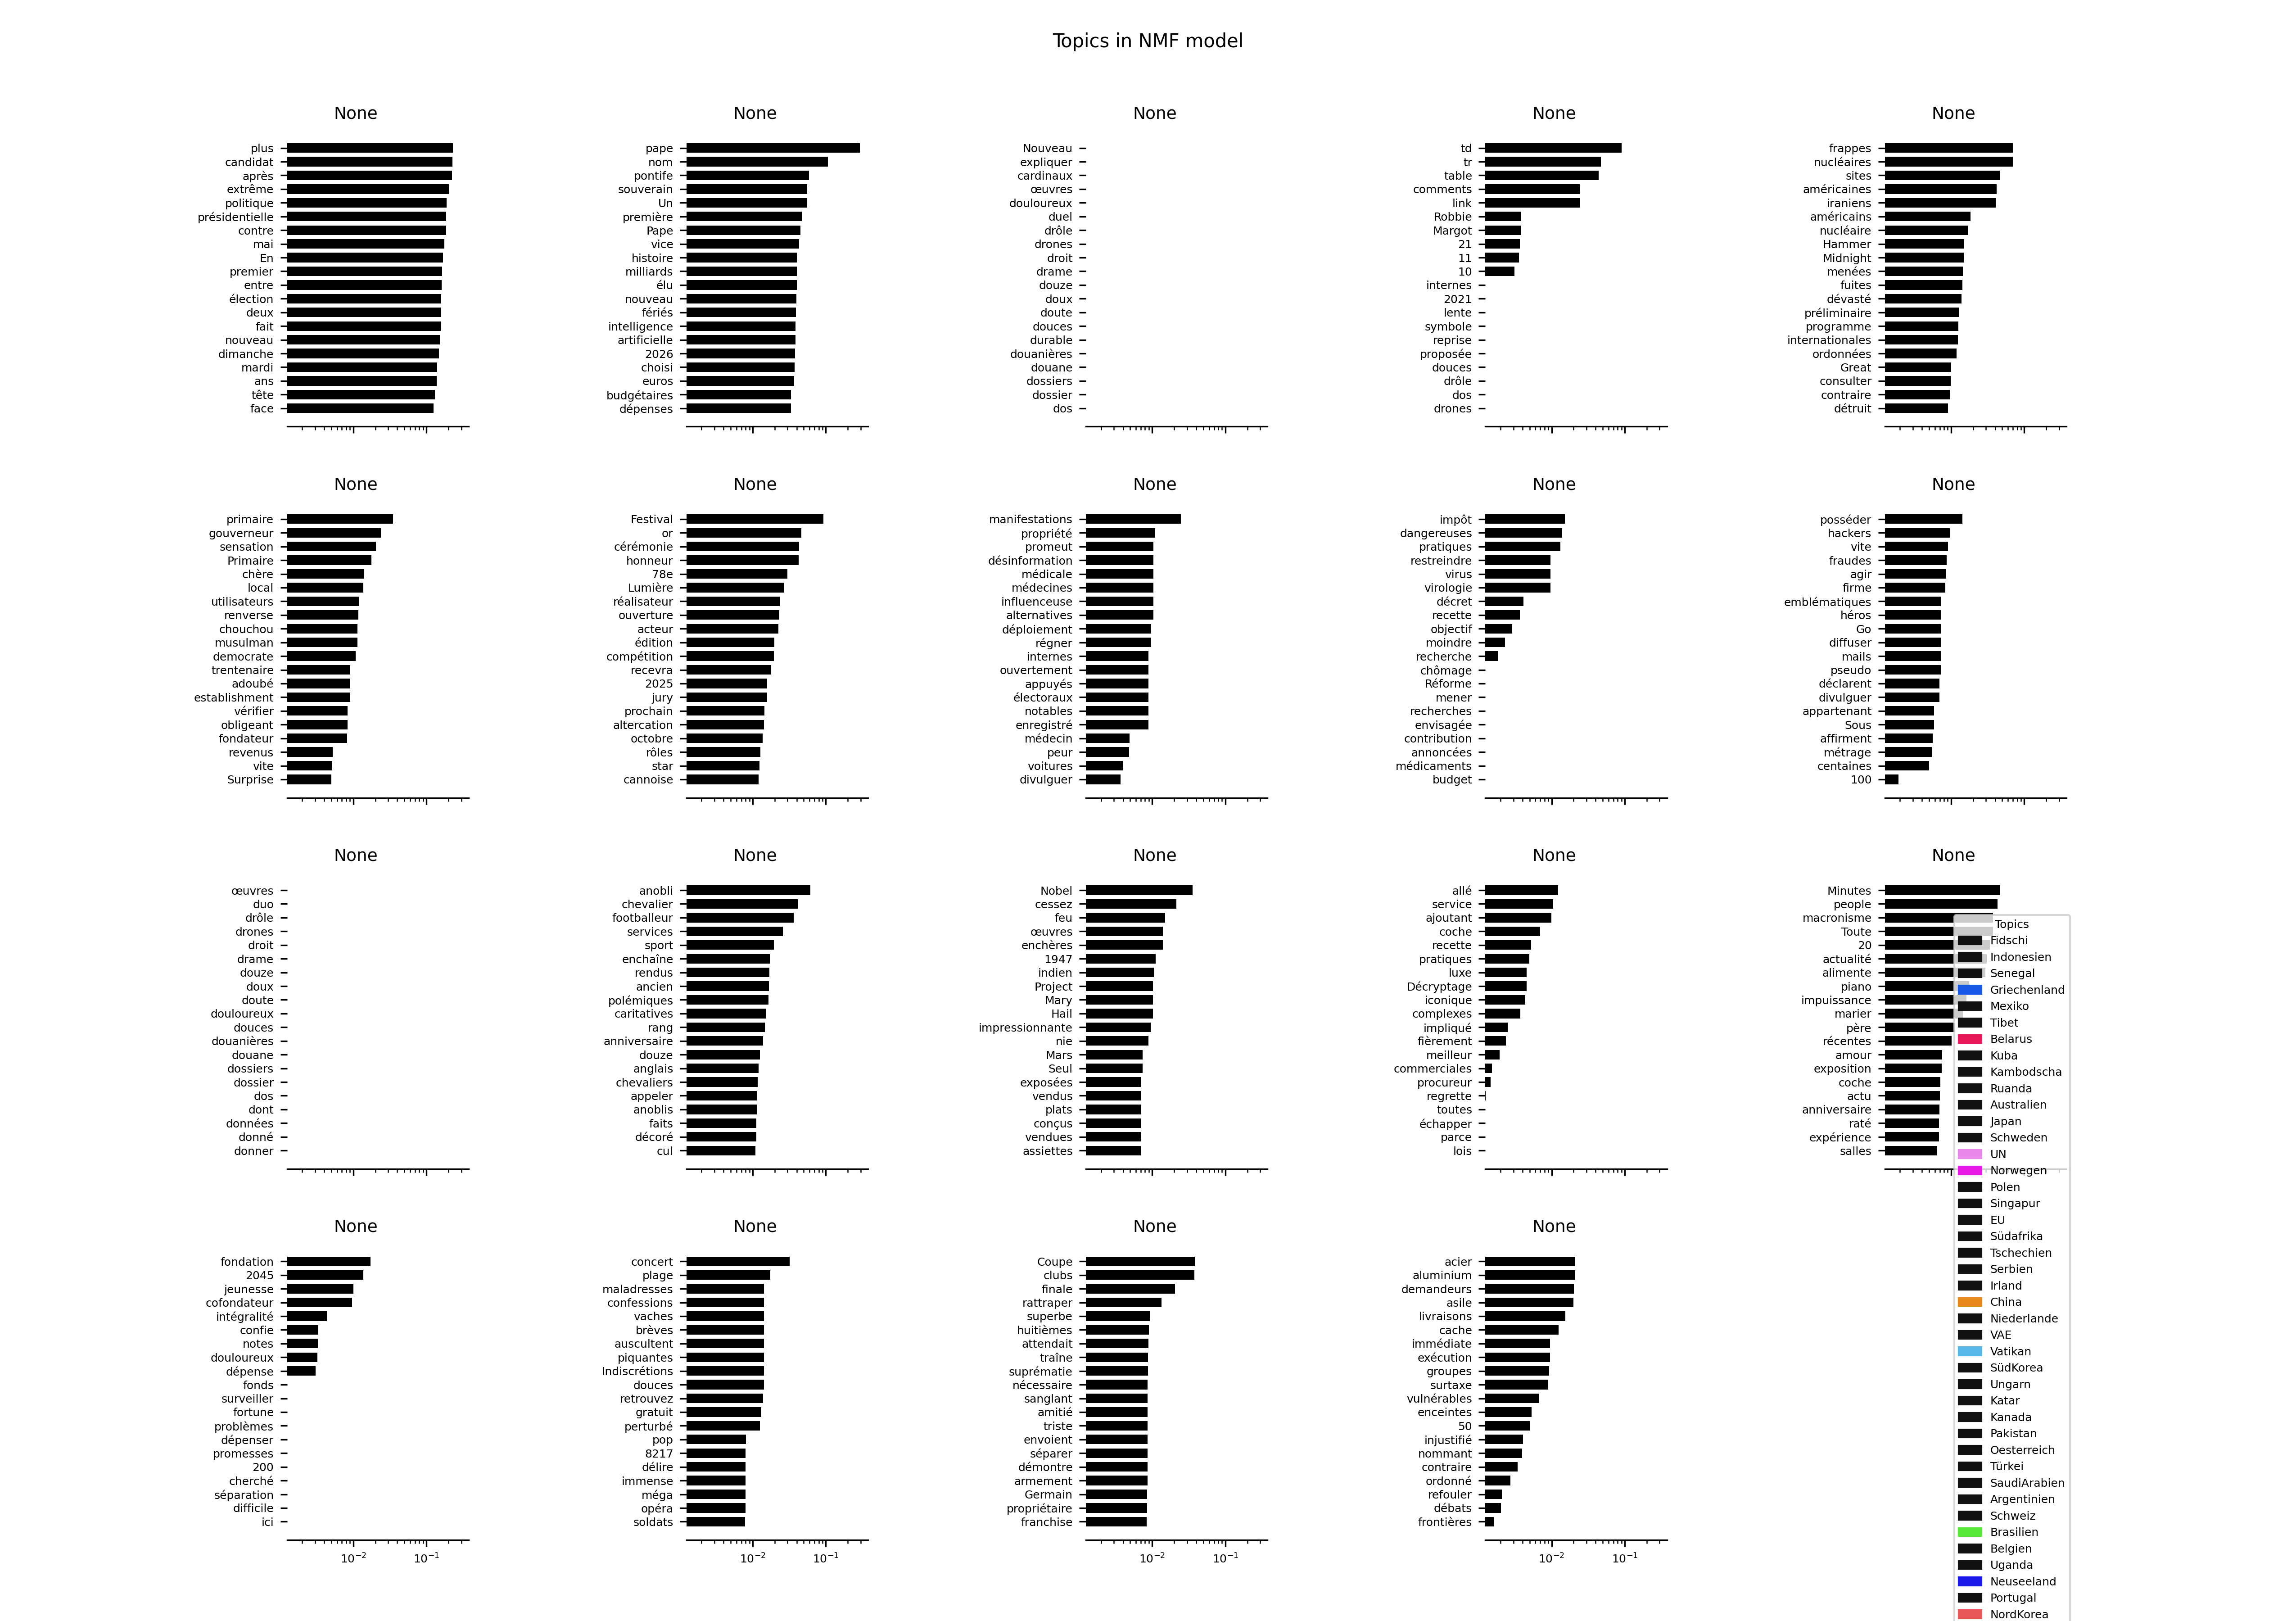 Topics in NMF model
None
plus
candidat
après
extrême
politique
présidentielle
contre
mai
En
premier
entre
élection
deux
fait
nouveau
dimanche
mardi
ans
tête
face
None
pape
nom
pontife
souverain
Un
première
Pape
vice
histoire
milliards
élu
nouveau
fériés
intelligence
artificielle
2026
choisi
euros
budgétaires
dépenses
None
Nouveau
expliquer
cardinaux
œuvres
douloureux
duel
drôle
drones
droit
drame
douze
doux
doute
douces
durable
douanières
douane
dossiers
dossier
dos
None
td
tr
table
comments
link
Robbie
Margot
21
11
10
internes
2021
lente
symbole
reprise
proposée
douces
drôle
dos
drones
None
frappes
nucléaires
sites
américaines
iraniens
américains
nucléaire
Hammer
Midnight
menées
fuites
dévasté
préliminaire
programme
internationales
ordonnées
Great
consulter
contraire
détruit
None
primaire
gouverneur
sensation
Primaire
chère
local
utilisateurs
renverse
chouchou
musulman
democrate
trentenaire
adoubé
establishment
vérifier
obligeant
fondateur
revenus
vite
Surprise
None
Festival
or
cérémonie
honneur
78e
Lumière
réalisateur
ouverture
acteur
édition
compétition
recevra
2025
jury
prochain
altercation
octobre
rôles
star
cannoise
None
manifestations
propriété
promeut
désinformation
médicale
médecines
influenceuse
alternatives
déploiement
régner
internes
ouvertement
appuyés
électoraux
notables
enregistré
médecin
peur
voitures
divulguer
None
impôt
dangereuses
pratiques
restreindre
virus
virologie
décret
recette
objectif
moindre
recherche
chômage
Réforme
mener
recherches
envisagée
contribution
annoncées
médicaments
budget
None
posséder
hackers
vite
fraudes
agir
firme
emblématiques
héros
Go
diffuser
mails
pseudo
déclarent
divulguer
appartenant
Sous
affirment
métrage
centaines
100
None
œuvres
duo
drôle
drones
droit
drame
douze
doux
doute
douloureux
douces
douanières
douane
dossiers
dossier
dos
dont
données
donné
donner
None
anobli
chevalier
footballeur
services
sport
enchaîne
rendus
ancien
polémiques
caritatives
rang
anniversaire
douze
anglais
chevaliers
appeler
anoblis
faits
décoré
cul
None
Nobel
cessez
feu
œuvres
enchères
1947
indien
Project
Mary
Hail
impressionnante
nie
Mars
Seul
exposées
vendus
plats
conçus
vendues
assiettes
None
allé
service
ajoutant
coche
recette
pratiques
luxe
Décryptage
iconique
complexes
impliqué
fièrement
meilleur
commerciales
procureur
regrette
toutes
échapper
parce
lois
None
Minutes
people
macronisme
Toute
20
actualité
alimente
piano
impuissance
marier
père
récentes
amour
exposition
coche
actu
anniversaire
raté
expérience
salles
None
fondation
2045
jeunesse
cofondateur
intégralité
confie
notes
douloureux
dépense
fonds
surveiller
fortune
problèmes
dépenser
promesses
200
cherché
séparation
difficile
ici
10⁻² 10⁻¹
None
concert
plage
maladresses
confessions
vaches
brèves
auscultent
piquantes
Indiscrétions
douces
retrouvez
gratuit
perturbé
pop
8217
délire
immense
méga
opéra
soldats
10⁻² 10⁻¹
None
Coupe
clubs
finale
rattraper
superbe
huitièmes
attendait
traîne
suprématie
nécessaire
sanglant
amitié
triste
envoient
séparer
démontre
armement
Germain
propriétaire
franchise
10⁻² 10⁻¹
None
acier
aluminium
demandeurs
asile
livraisons
cache
immédiate
exécution
groupes
surtaxe
vulnérables
enceintes
50
injustifié
nommant
contraire
ordonné
refouler
débats
frontières
10⁻² 10⁻¹
Topics
Fidschi
Indonesien
Senegal
Griechenland
Mexiko
Tibet
Belarus
Kuba
Kambodscha
Ruanda
Australien
Japan
Schweden
UN
Norwegen
Polen
Singapur
EU
Südafrika
Tschechien
Serbien
Irland
China
Niederlande
VAE
Vatikan
SüdKorea
Ungarn
Katar
Kanada
Pakistan
Oesterreich
Türkei
SaudiArabien
Argentinien
Schweiz
Brasilien
Belgien
Uganda
Neuseeland
Portugal
NordKorea